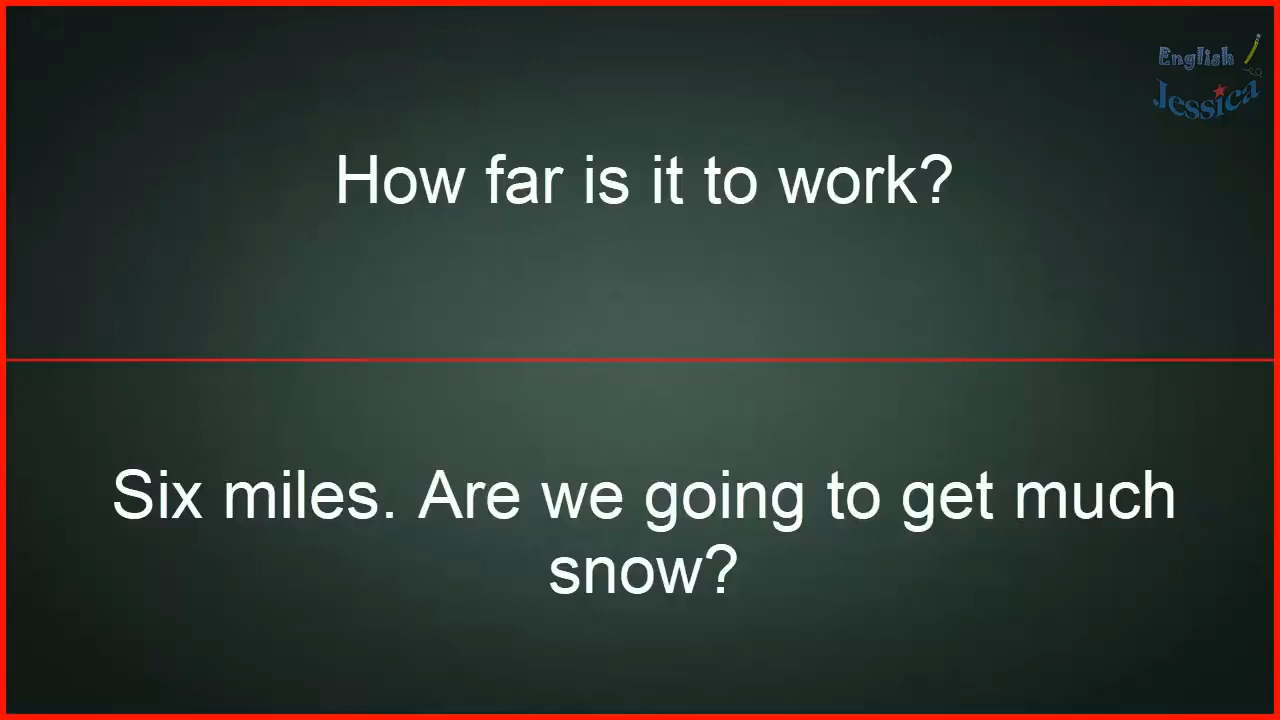 English
Jessica
How far is it to work?
Six miles. Are we going to get much
snow?